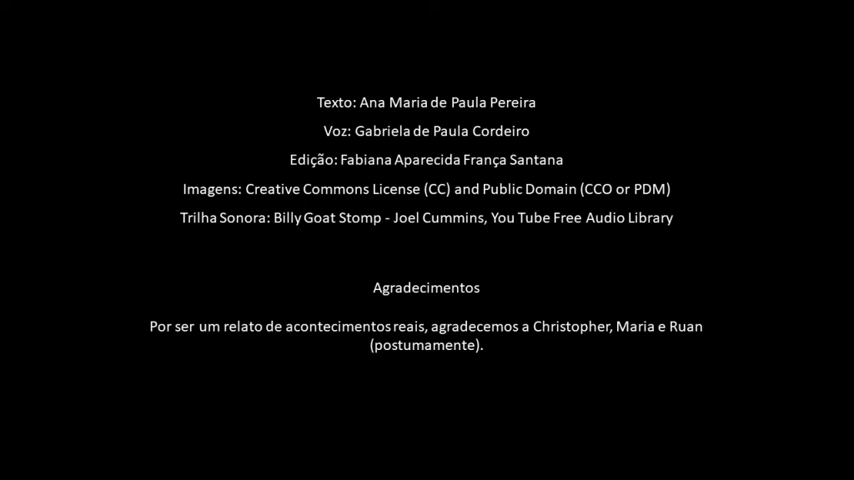 Texto: Ana Maria de Paula Pereira
Voz: Gabriela de Paula Cordeiro
Edição: Fabiana Aparecida França Santana
Imagens: Creative Commons License (CC) and Public Domain (CCO or PDM)
Trilha Sonora: Billy Goat Stomp - Joel Cummins, You Tube Free Audio Library
Agradecimentos
Por ser um relato de acontecimentos reais, agradecemos a Christopher, Maria e Ruan
(postumamente).